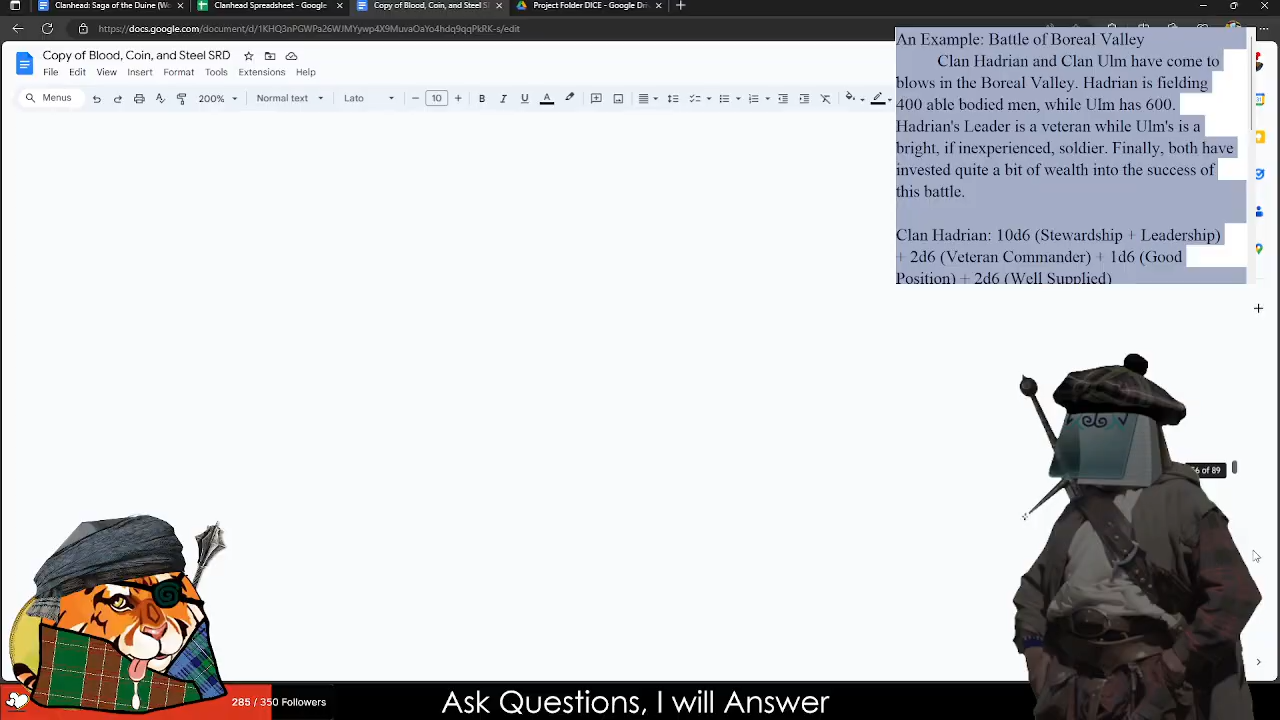 Clanhead: Saga of the Duine (W
Clanhead Spreadsheet - Google
Copy of Blood, Coin, and Steel S
Project Folder DICE - Google Dr
https://docs.google.com/document/d/1KHQ3nPGWPa26WJMYywp4X9MuvaOaYo4hdq9qqPkRK-s/edit
Copy of Blood, Coin, and Steel SRD
File Edit View Insert Format Tools Extensions Help
Menus 200% Normal text Lato 10 B I U A
An Example: Battle of Boreal Valley
Clan Hadrian and Clan Ulm have come to
blows in the Boreal Valley. Hadrian is fielding
400 able bodied men, while Ulm has 600.
Hadrian's Leader is a veteran while Ulm's is a
bright, if inexperienced, soldier. Finally, both have
invested quite a bit of wealth into the success of
this battle.
Clan Hadrian: 10d6 (Stewardship + Leadership)
+ 2d6 (Veteran Commander) + 1d6 (Good
Position) + 2d6 (Well Supplied)
of 89
285 / 350 Followers
Ask Questions, I will Answer